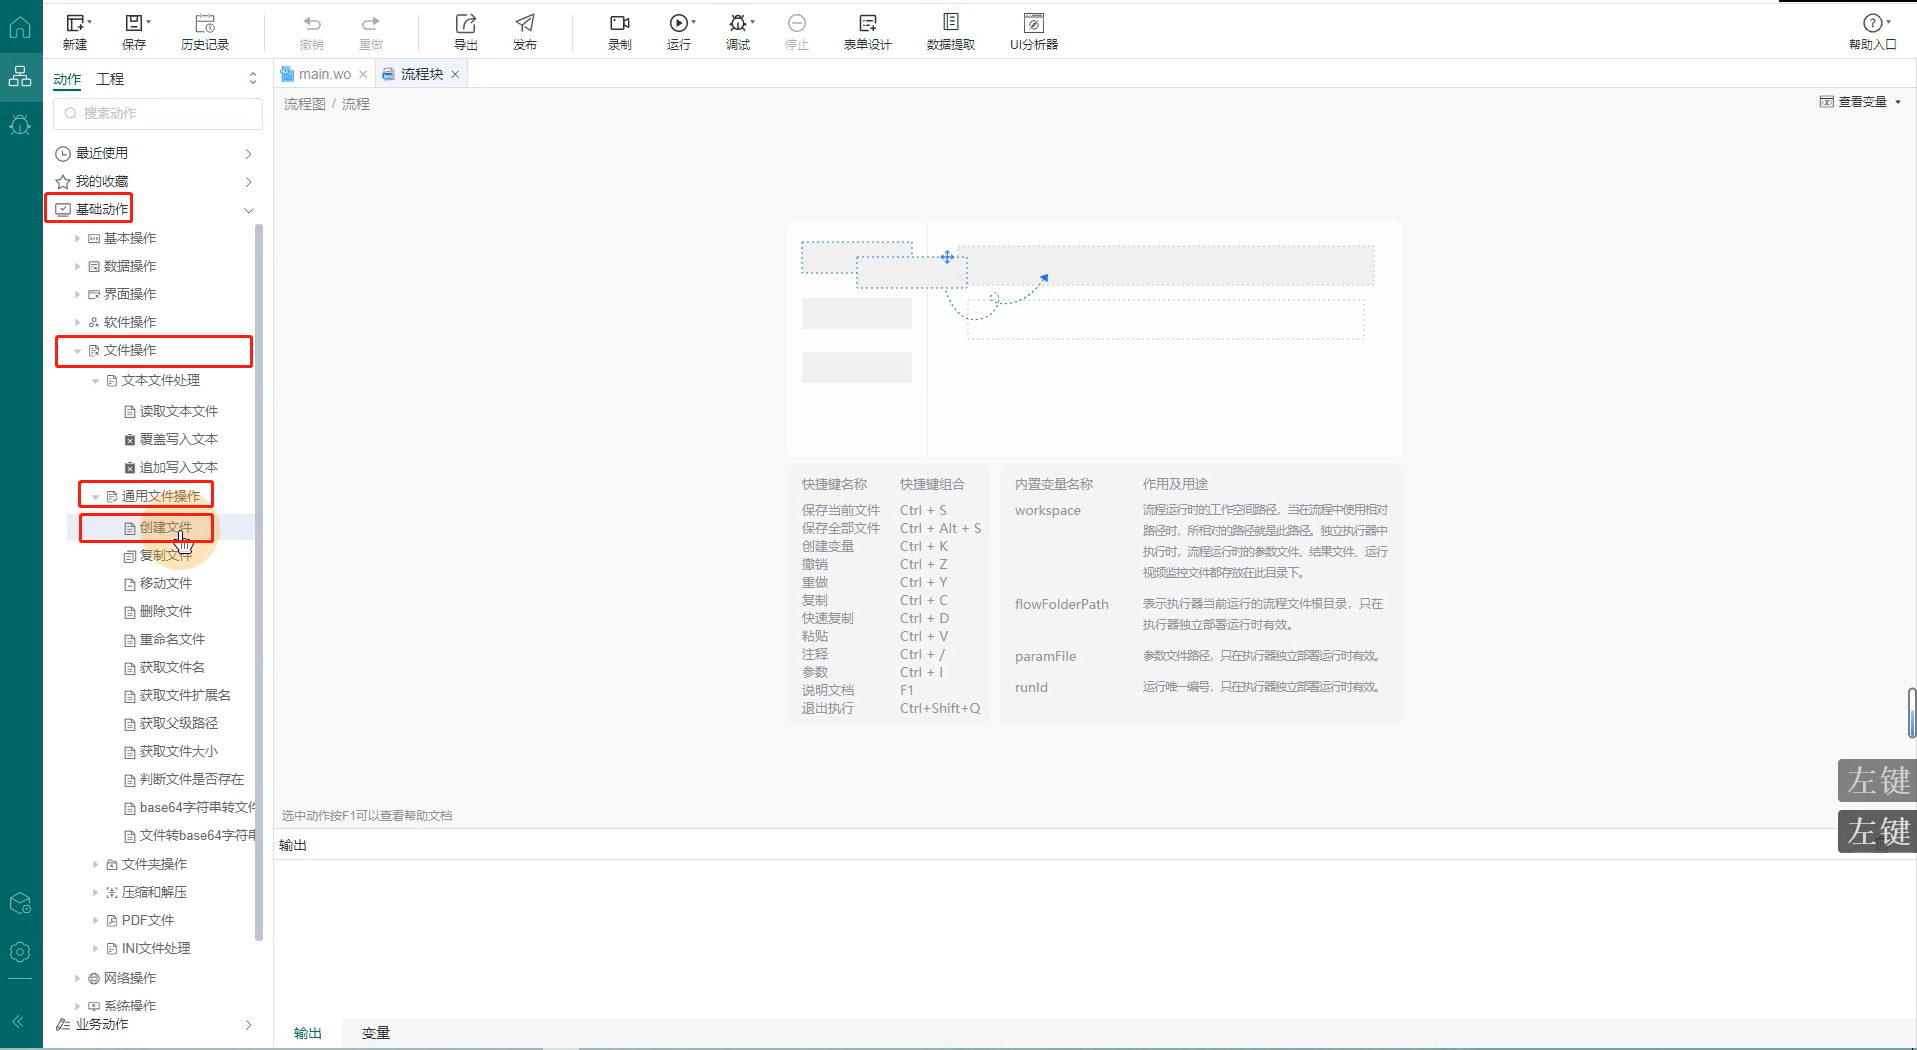 新建
保存
历史记录
撤销
重做
导出
发布
录制
运行
调试
停止
表单设计
数据提取
UI分析器
帮助入口
动作
工程
搜索动作
最近使用
我的收藏
基础动作
基本操作
数据操作
界面操作
软件操作
文件操作
文本文件处理
读取文本文件
覆盖写入文本
追加写入文本
通用文件操作
创建文件
复制文件
移动文件
删除文件
重命名文件
获取文件名
获取文件扩展名
获取父级路径
获取文件大小
判断文件是否存在
base64字符串转文件
文件转base64字符串
文件夹操作
压缩和解压
PDF文件
INI文件处理
网络操作
系统操作
业务动作
main.wo
流程块
流程图 / 流程
查看变量
快捷键名称 快捷键组合
保存当前文件 Ctrl + S
保存全部文件 Ctrl + Alt + S
创建变量 Ctrl + K
撤销 Ctrl + Z
重做 Ctrl + Y
复制 Ctrl + C
快速复制 Ctrl + D
粘贴 Ctrl + V
注释 Ctrl + /
参数 Ctrl + I
说明文档 F1
退出执行 Ctrl+Shift+Q
内置变量名称 作用及用途
workspace 流程运行时的工作空间路径，当在流程中使用相对
路径时，所相对的路径就是此路径。独立执行器中
执行时，流程运行时的参数文件、结果文件、运行
视频监控文件都存放在此目录下。
flowFolderPath 表示执行器当前运行的流程文件根目录，只在
执行器独立部署运行时有效。
paramFile 参数文件路径，只在执行器独立部署运行时有效。
runId 运行唯一编号，只在执行器独立部署运行时有效。
左键
左键
选中动作按F1可以查看帮助文档
输出
输出
变量